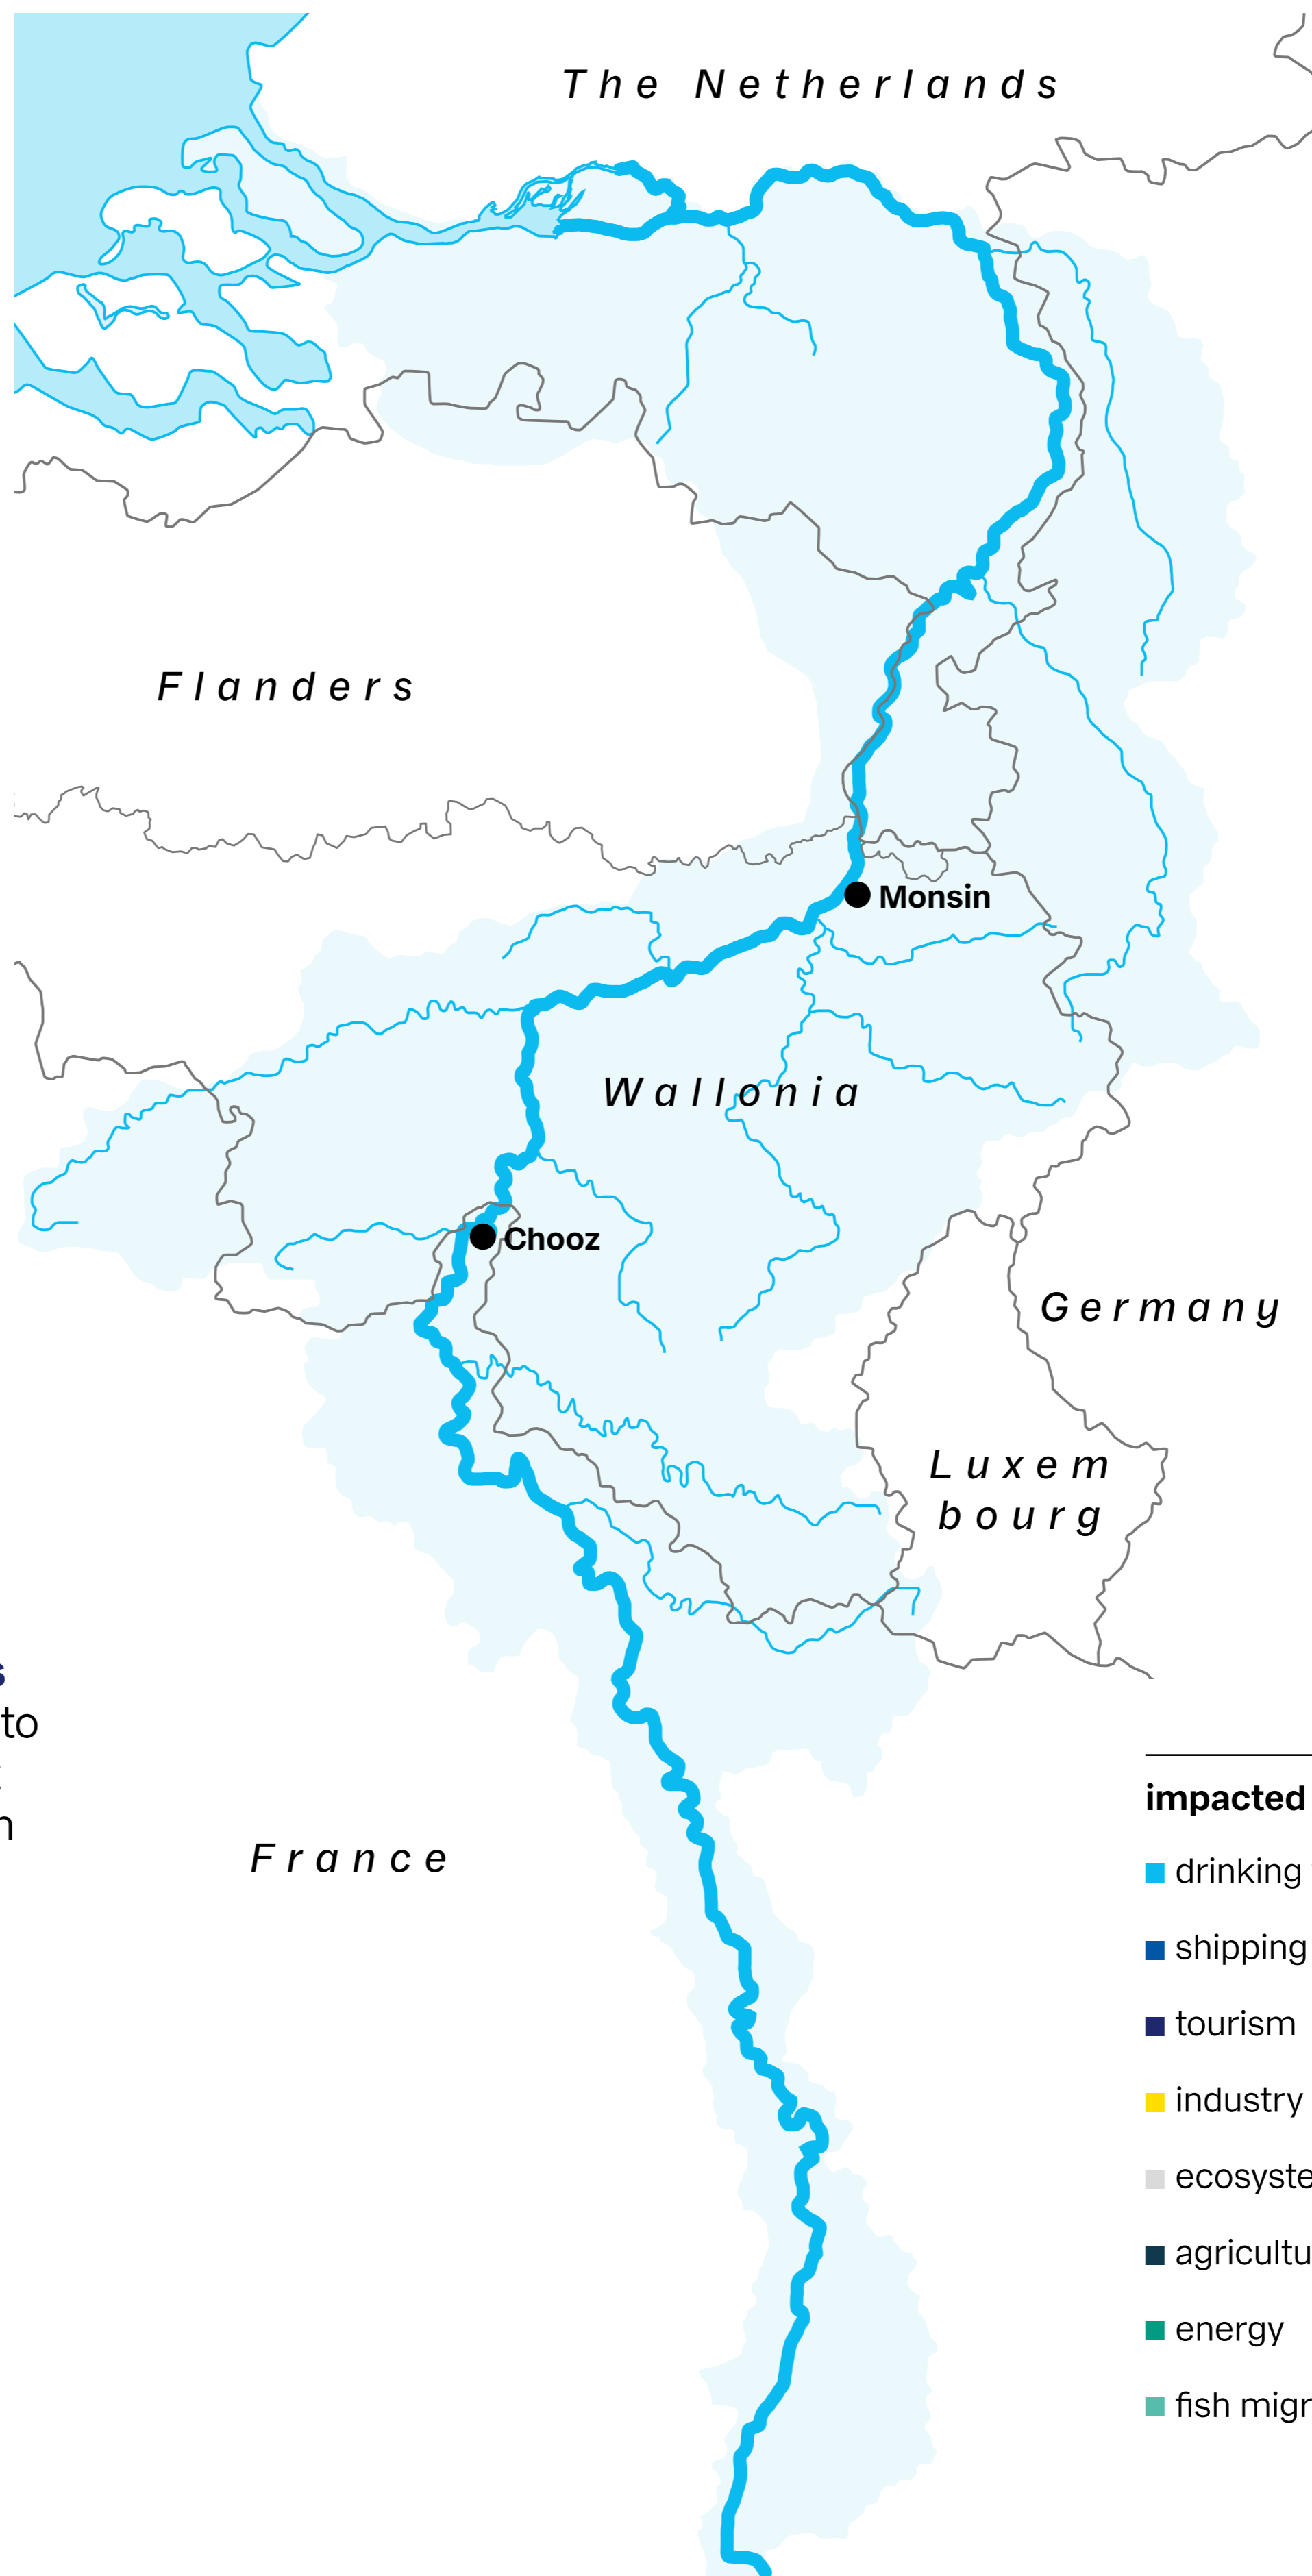 The Netherlands
Flanders
Monsin
Wallonia
Chooz
Germany
Luxem
bourg
s
to
n
France
impacted
drinking
shipping
tourism
industry
ecosyste
agricultu
energy
fish migr